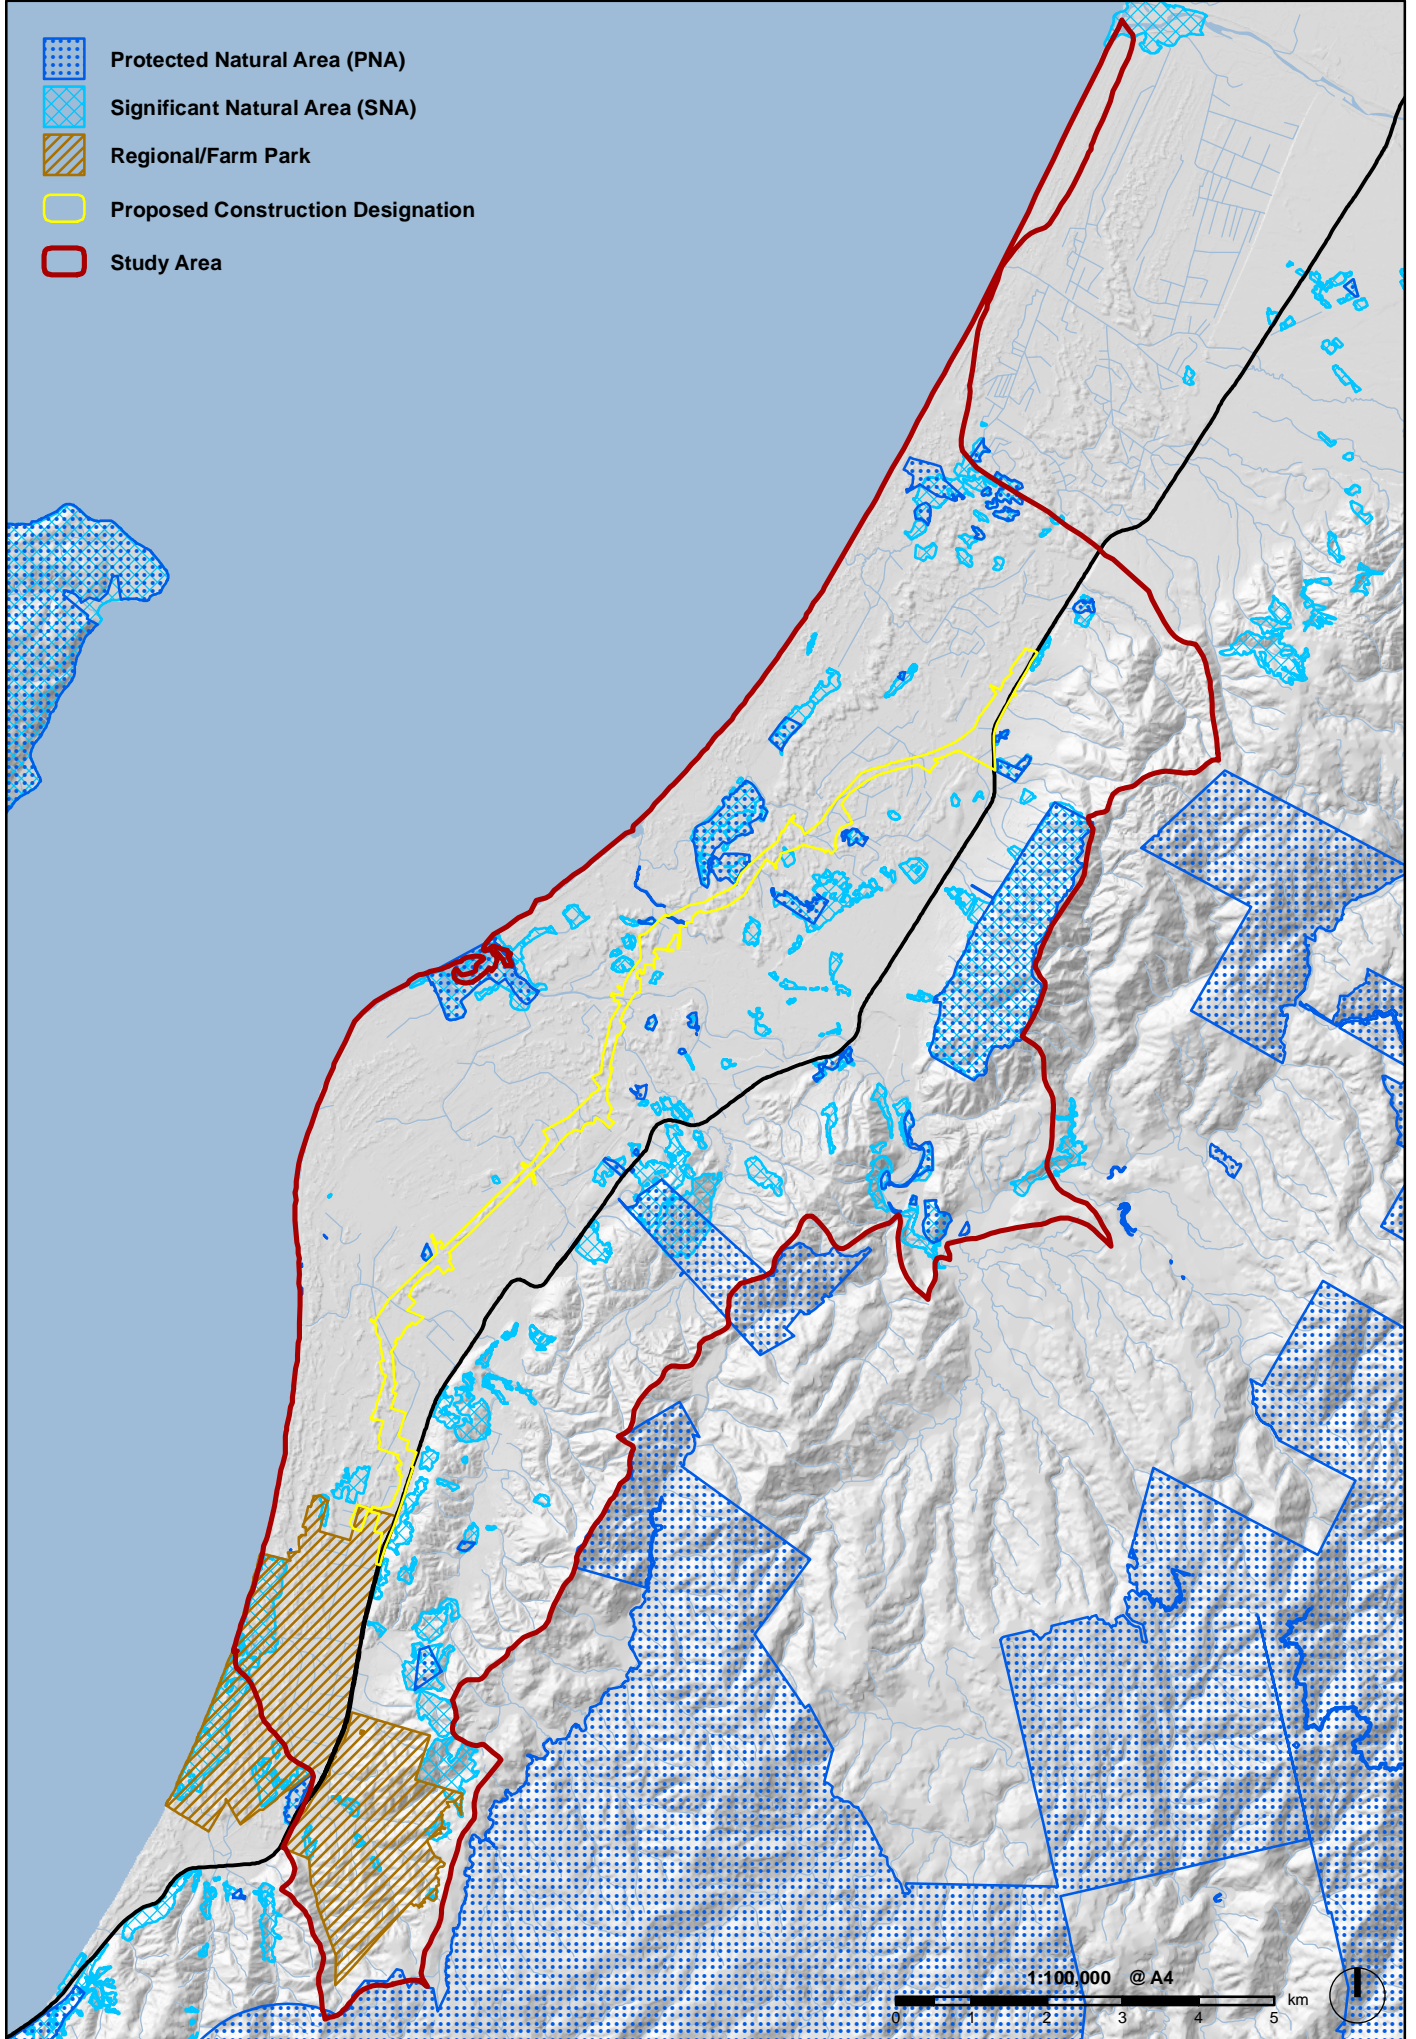 Protected Natural Area (PNA)
Significant Natural Area (SNA)
Regional/Farm Park
Proposed Construction Designation
Study Area
1:100,000 @ A4
km
0 1 2 3 4 5